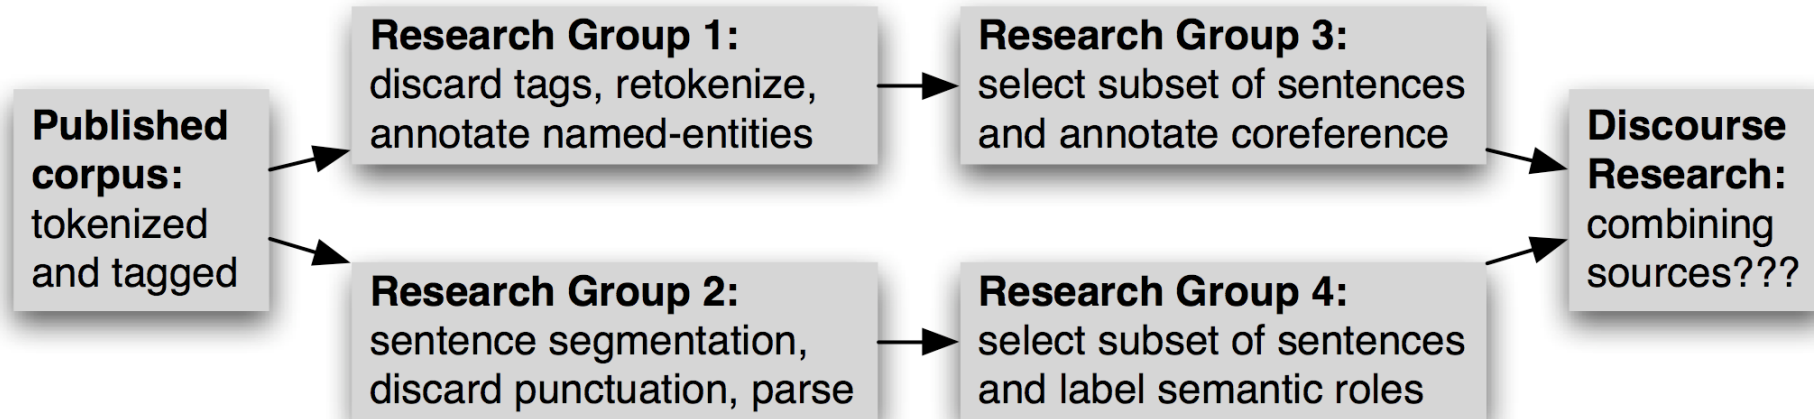 Published
corpus:
tokenized
and tagged
Research Group 1:
discard tags, retokenize,
annotate named-entities
Research Group 2:
sentence segmentation,
discard punctuation, parse
Research Group 3:
select subset of sentences
and annotate coreference
Research Group 4:
select subset of sentences
and label semantic roles
Discourse
Research:
combining
sources???